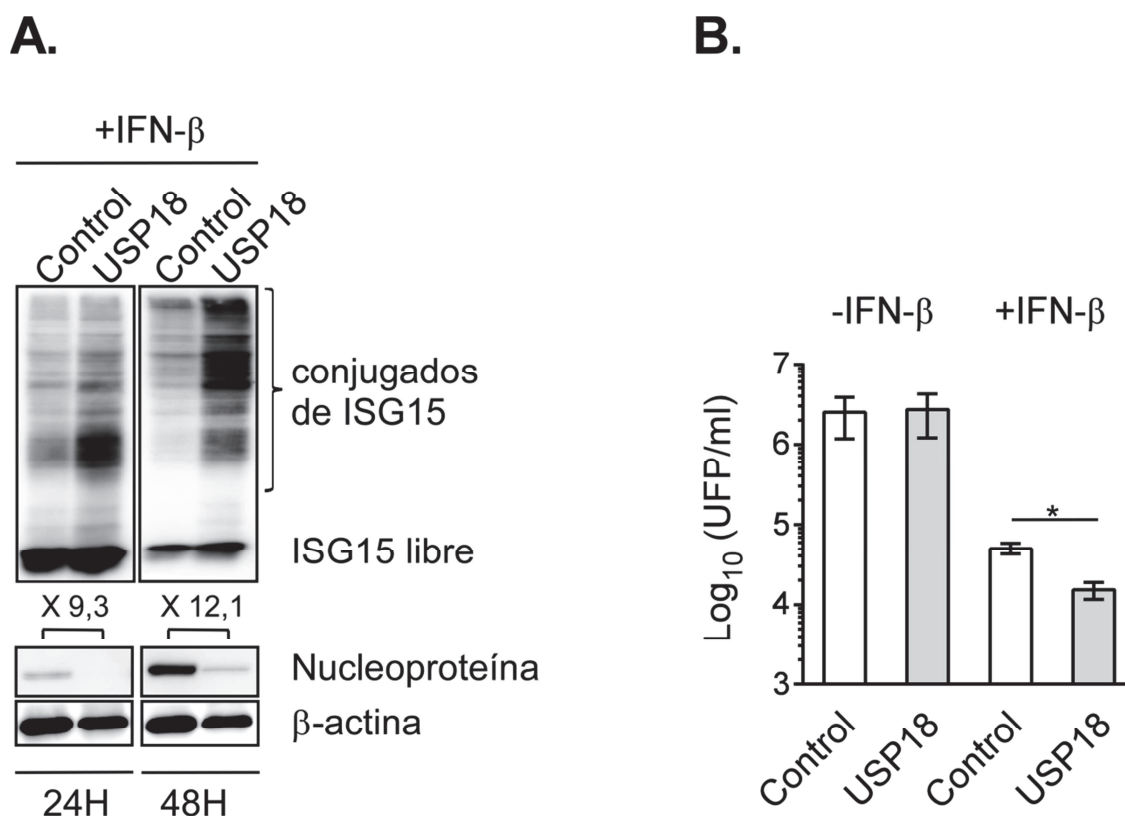 A.
+IFN-β
Control
USP18
Control
USP18
conjugados
de ISG15
ISG15 libre
X 9,3
X 12,1
Nucleoproteína
β-actina
24H
48H
B.
-IFN-β
+IFN-β
Log10 (UFP/ml)
7
6
5
4
3
*
Control
USP18
Control
USP18